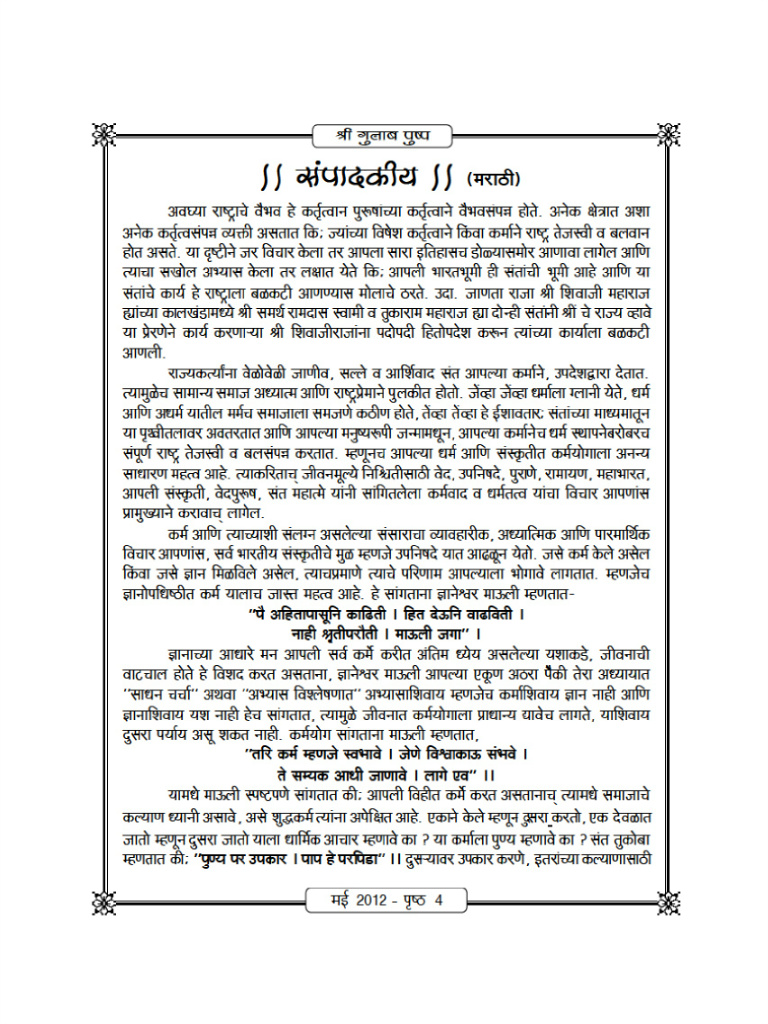 श्री गुलाब पुष्प
॥ संपादकीय ॥ (मराठी)
अवघ्या राष्ट्राचे वैभव हे कर्तृत्वान पुरूषांच्या कर्तृत्वाने वैभवसंपन्न होते. अनेक क्षेत्रात अशा
अनेक कर्तृत्वसंपन्न व्यक्ती असतात कि; ज्यांच्या विषेश कर्तृत्वाने किंवा कर्माने राष्ट्र तेजस्वी व बलवान
होत असते. या दृष्टीने जर विचार केला तर आपला सारा इतिहासच डोळ्यासमोर आणावा लागेल आणि
त्याचा सखोल अभ्यास केला तर लक्षात येते कि; आपली भारतभूमी ही संतांची भूमी आहे आणि या
संतांचे कार्य हे राष्ट्राला बळकटी आणण्यास मोलाचे ठरते. उदा. जाणता राजा श्री शिवाजी महाराज
ह्यांच्या कालखंडामध्ये श्री समर्थ रामदास स्वामी व तुकाराम महाराज ह्या दोन्ही संतांनी श्रीं चे राज्य व्हावे
या प्रेरणेने कार्य करणाऱ्या श्री शिवाजीराजांना पदोपदी हितोपदेश करून त्यांच्या कार्याला बळकटी
आणली.
राज्यकर्त्यांना वेळोवेळी जाणीव, सल्ले व आर्शिवाद संत आपल्या कर्माने, उपदेशद्वारा देतात.
त्यामुळेच सामान्य समाज अध्यात्म आणि राष्ट्रप्रेमाने पुलकीत होतो. जेंव्हा जेंव्हा धर्माला ग्लानी येते, धर्म
आणि अधर्म यातील मर्मच समाजाला समजणे कठीण होते, तेंव्हा तेंव्हा हे ईशावतार; संतांच्या माध्यमातून
या पृथ्वीतलावर अवतरतात आणि आपल्या मनुष्यरूपी जन्मामधून, आपल्या कर्मानेच धर्म स्थापनेबरोबरच
संपूर्ण राष्ट्र तेजस्वी व बलसंपन्न करतात. म्हणूनच आपल्या धर्म आणि संस्कृतीत कर्मयोगाला अनन्य
साधारण महत्व आहे. त्याकरिताच् जीवनमूल्ये निश्चितीसाठी वेद, उपनिषदे, पुराणे, रामायण, महाभारत,
आपली संस्कृती, वेदपुरूष, संत महात्मे यांनी सांगितलेला कर्मवाद व धर्मतत्व यांचा विचार आपणांस
प्रामुख्याने करावाच् लागेल.
कर्म आणि त्याच्याशी संलग्न असलेल्या संसाराचा व्यावहारीक, अध्यात्मिक आणि पारमार्थिक
विचार आपणांस, सर्व भारतीय संस्कृतीचे मुळ म्हणजे उपनिषदे यात आढळून येतो. जसे कर्म केले असेल
किंवा जसे ज्ञान मिळविले असेल, त्याचप्रमाणे त्याचे परिणाम आपल्याला भोगावे लागतात. म्हणजेच
ज्ञानोपधिष्ठीत कर्म यालाच जास्त महत्व आहे. हे सांगताना ज्ञानेश्वर माऊली म्हणतात-
"पै अहितापासूनि काढिती । हित देऊनि वाढविती ।
नाही श्रृतीपरौती । माऊली जगा" ।
ज्ञानाच्या आधारे मन आपली सर्व कर्मे करीत अंतिम ध्येय असलेल्या यशाकडे, जीवनाची
वाटचाल होते हे विशद करत असताना, ज्ञानेश्वर माऊली आपल्या एकूण अठरा पैकी तेरा अध्यायात
"साधन चर्चा" अथवा "अभ्यास विश्लेषणात" अभ्यासाशिवाय म्हणजेच कर्माशिवाय ज्ञान नाही आणि
ज्ञानाशिवाय यश नाही हेच सांगतात, त्यामुळे जीवनात कर्मयोगाला प्राधान्य द्यावेच लागते, याशिवाय
दुसरा पर्याय असू शकत नाही. कर्मयोग सांगताना माऊली म्हणतात,
"तरि कर्म म्हणजे स्वभावे । जेणे विश्वाकाऊ संभवे ।
ते सम्यक आधी जाणावे । लागे एव" ।।
यामधे माऊली स्पष्टपणे सांगतात की; आपली विहीत कर्मे करत असतानाच् त्यामधे समाजाचे
कल्याण ध्यानी असावे, असे शुद्धकर्म त्यांना अपेक्षित आहे. एकाने केले म्हणून दुसरा करतो, एक देवळात
जातो म्हणून दुसरा जातो याला धार्मिक आचार म्हणावे का ? या कर्माला पुण्य म्हणावे का ? संत तुकोबा
म्हणतात की; "पुण्य पर उपकार । पाप हे परपिडा" ।। दुसऱ्यावर उपकार करणे, इतरांच्या कल्याणासाठी
मई 2012 - पृष्ठ 4